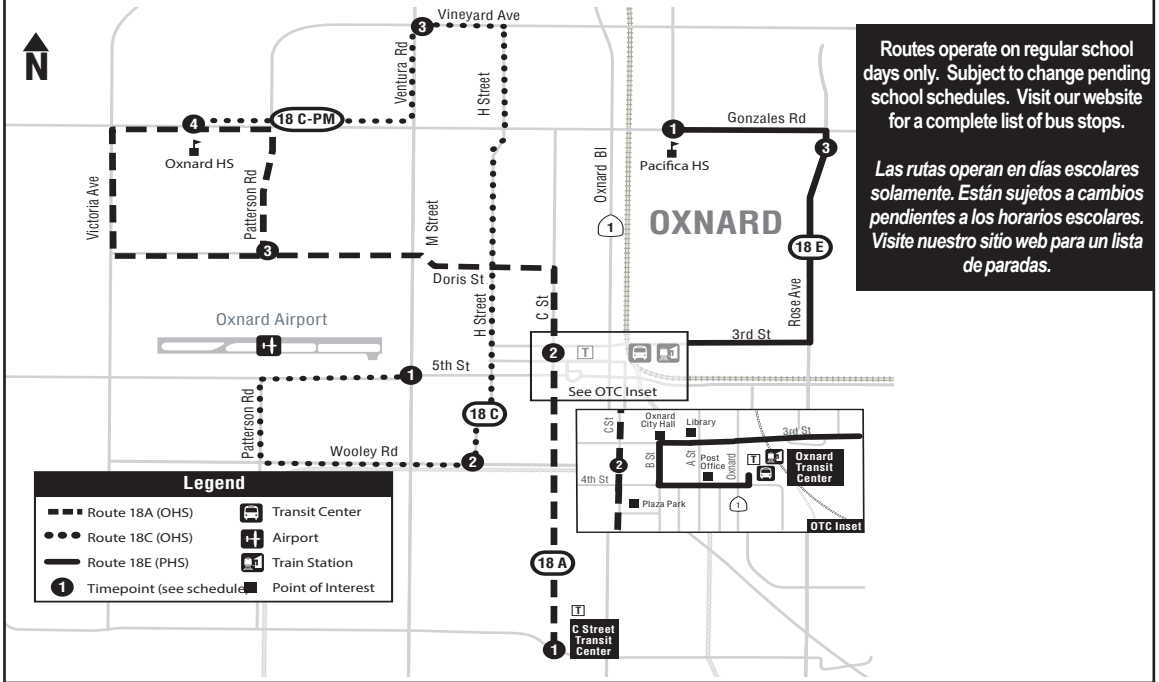 N
Vineyard Ave
3
Ventura Rd
H Street
4
18 C-PM
Oxnard HS
Victoria Ave
Patterson Rd
3
M Street
Doris St
H Street
C St
Oxnard Bl
1
1
Pacifica HS
Gonzales Rd
3
OXNARD
18 E
Rose Ave
3rd St
Oxnard Airport
5th St
1
2
T
See OTC Inset
Patterson Rd
18 C
Wooley Rd
2
18 A
T
C Street
Transit
Center
1
Routes operate on regular school
days only. Subject to change pending
school schedules. Visit our website
for a complete list of bus stops.
Las rutas operan en días escolares
solamente. Están sujetos a cambios
pendientes a los horarios escolares.
Visite nuestro sitio web para un lista
de paradas.
C St
Oxnard
City Hall
Library
3rd St
2
B St
A St
Post
Office
Oxnard
T
Oxnard
Transit
Center
4th St
Plaza Park
1
OTC Inset
Legend
Route 18A (OHS)
Transit Center
Route 18C (OHS)
Airport
Route 18E (PHS)
Train Station
1
Timepoint (see schedule
Point of Interest